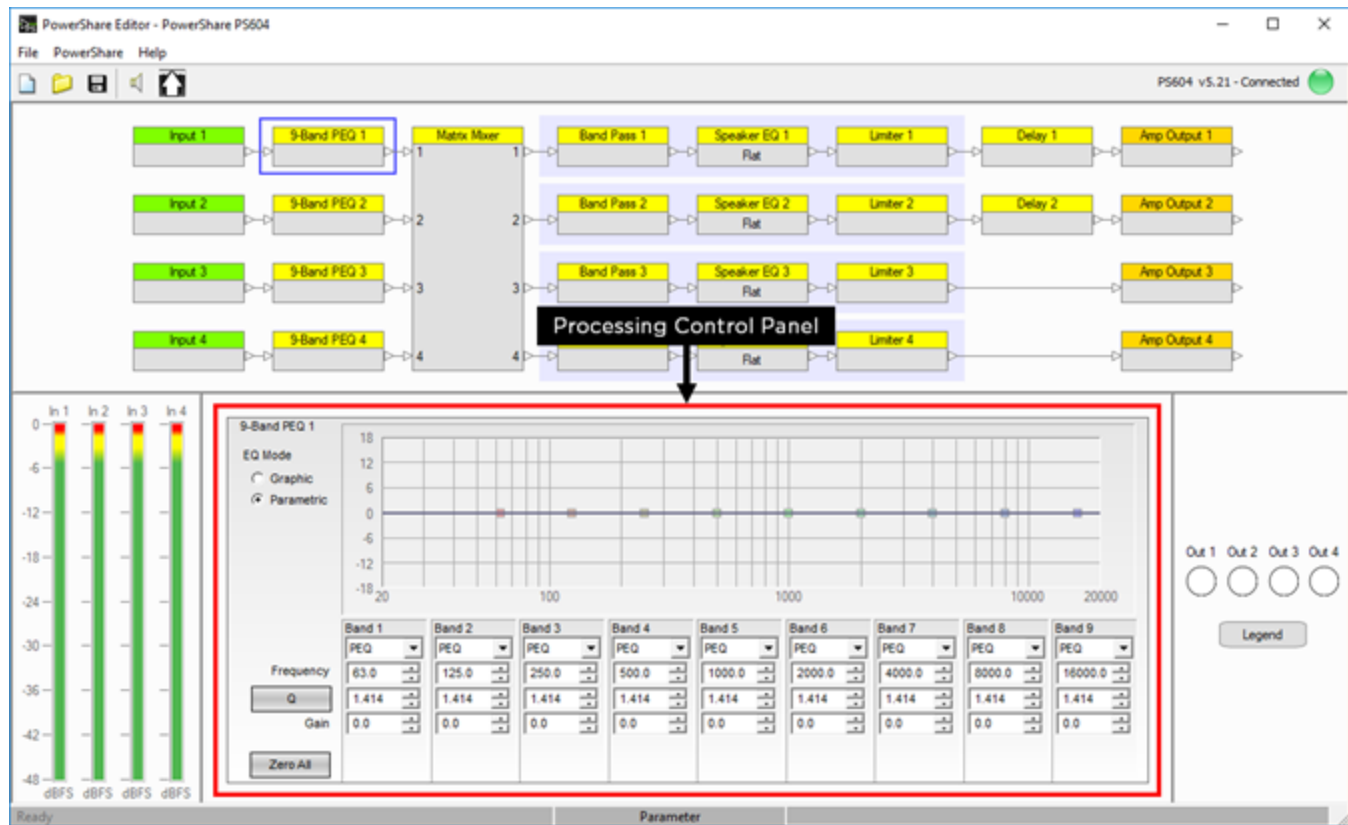 PowerShare Editor - PowerShare PS604
File PowerShare Help
PS604 v5.21 - Connected
Input 1 9-Band PEQ 1 Matrix Mixer Band Pass 1 Speaker EQ 1 Limiter 1 Delay 1 Amp Output 1
1 1 Flat
Input 2 9-Band PEQ 2 Band Pass 2 Speaker EQ 2 Limiter 2 Delay 2 Amp Output 2
2 2 Flat
Input 3 9-Band PEQ 3 Band Pass 3 Speaker EQ 3 Limiter 3 Amp Output 3
3 3 Flat
Processing Control Panel
Input 4 9-Band PEQ 4 Limiter 4 Amp Output 4
4 4 Flat
In 1 In 2 In 3 In 4
0
-6
-12
-18
-24
-30
-36
-42
-48
dBFS dBFS dBFS dBFS
9-Band PEQ 1
EQ Mode
Graphic
Parametric
18
12
6
0
-6
-12
-18
20 100 1000 10000 20000
Band 1 Band 2 Band 3 Band 4 Band 5 Band 6 Band 7 Band 8 Band 9
PEQ PEQ PEQ PEQ PEQ PEQ PEQ PEQ PEQ
Frequency 63.0 125.0 250.0 500.0 1000.0 2000.0 4000.0 8000.0 16000.0
Q 1.414 1.414 1.414 1.414 1.414 1.414 1.414 1.414 1.414
Gain 0.0 0.0 0.0 0.0 0.0 0.0 0.0 0.0 0.0
Zero All
Out 1 Out 2 Out 3 Out 4
Legend
Ready Parameter